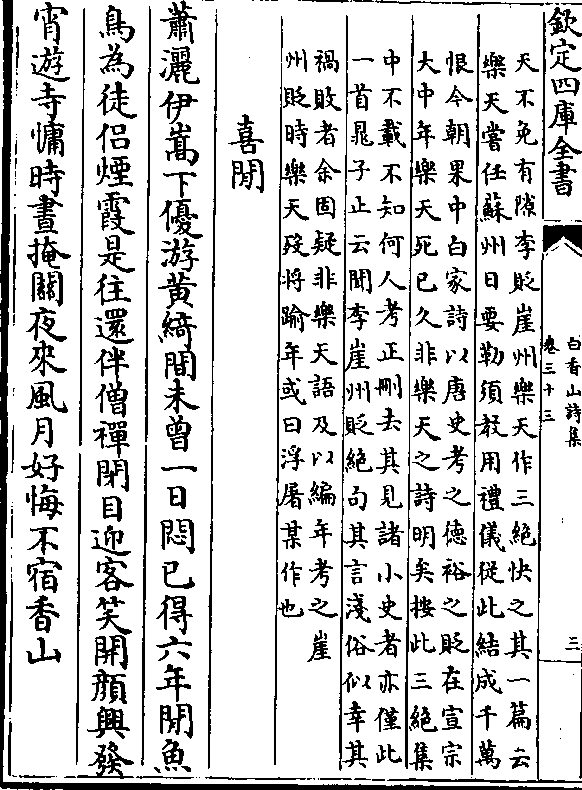 欽定四庫全書
白香山詩集
卷三十三
三
天不免有隙李貶崖州樂天作三絕快之其一篇云
樂天嘗任蘇州日要勒須教用禮儀從此結成千萬
恨今朝果中白家詩以唐史考之德裕之貶在宣宗
大中年樂天死已久非樂天之詩明矣按此三絕集
中不載不知何人考正刪去其見諸小史者亦僅此
一首晁子止云聞李崖州貶絕句其言淺俗似幸其
禍敗者余固疑非樂天語及以編年考之崖
州貶時樂天歿將踰年或曰浮屠某作也
喜閒
蕭灑伊嵩下優游黃綺間未曾一日悶已得六年閒魚
鳥為徒侣煙霞是往還伴僧禪閉目迎客笑開顔興發
宵遊寺慵時晝掩關夜來風月好悔不宿香山